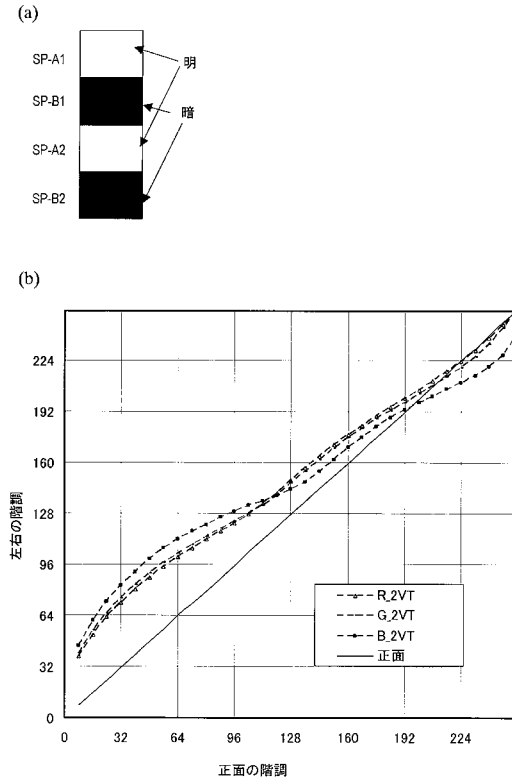 (a)
SP-A1
明
SP-B1
暗
SP-A2
SP-B2
(b)
左右の階調
224
192
160
128
96
64
32
0
R_2VT
G_2VT
B_2VT
正面
0 32 64 96 128 160 192 224
正面の階調